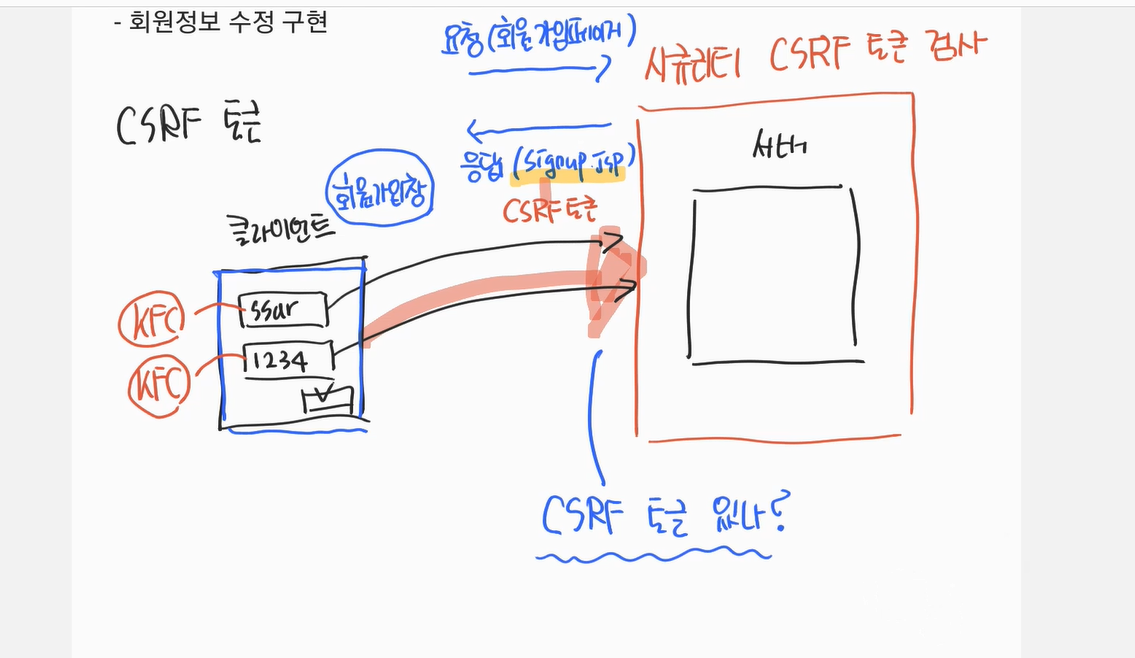 - 회원정보 수정 구현
요청(회원가입페이지)
시큐리티 CSRF 토큰 검사
CSRF 토큰
서버
응답 (signup.jsp)
회원가입창
CSRF 토큰
클라이언트
KFC
ssar
KFC
1234
CSRF 토큰 있나?